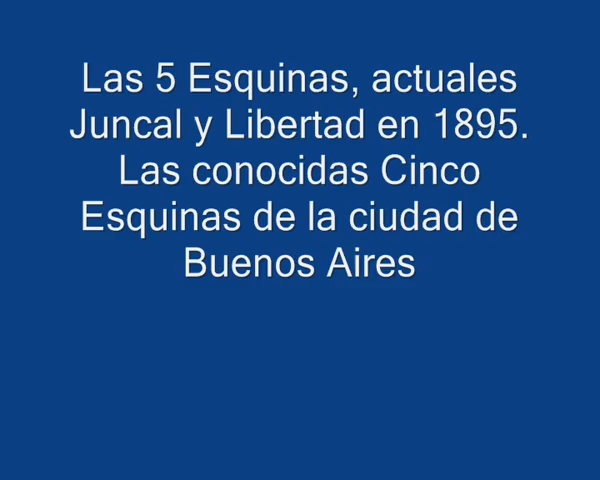 Las 5 Esquinas, actuales
Juncal y Libertad en 1895.
Las conocidas Cinco
Esquinas de la ciudad de
Buenos Aires